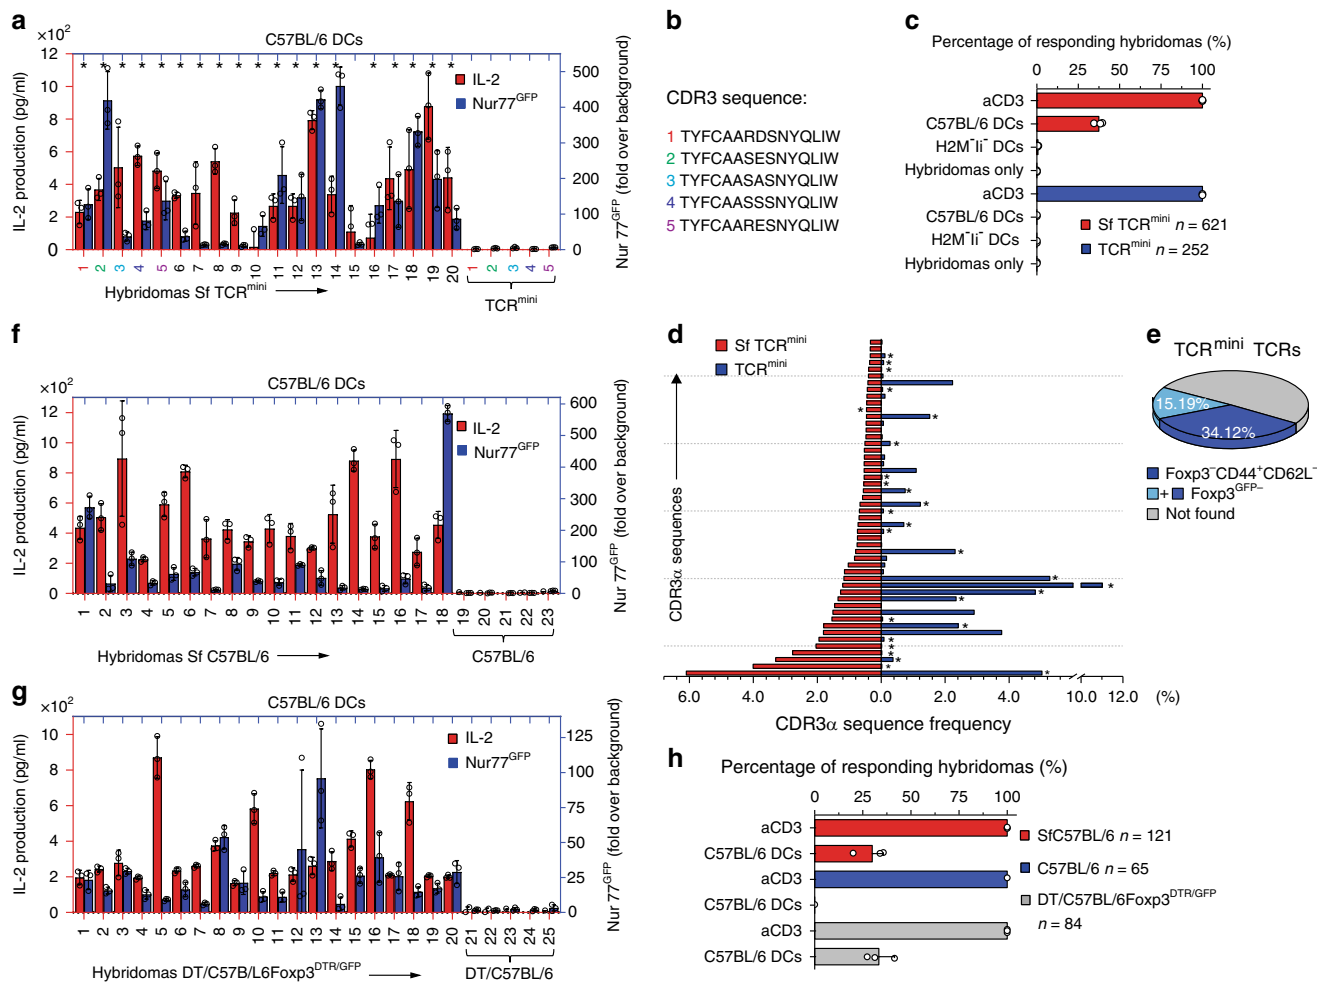 a
×10²
C57BL/6 DCs
IL-2 production (pg/ml)
12
10
8
6
4
2
0
* * * * * * * * * * * * * * * * * * * *
IL-2
Nur77GFP
500
400
300
200
100
0
Nur 77GFP (fold over background)
1 2 3 4 5 6 7 8 9 10 11 12 13 14 15 16 17 18 19 20 1 2 3 4 5
Hybridomas Sf TCRmini
TCRmini
b
CDR3 sequence:
1 TYFCAARDSNYQLIW
2 TYFCAASESNYQLIW
3 TYFCAASASNYQLIW
4 TYFCAASSSNYQLIW
5 TYFCAARESNYQLIW
c
Percentage of responding hybridomas (%)
0 25 50 75 100
aCD3
C57BL/6 DCs
H2M⁻Ii⁻ DCs
Hybridomas only
aCD3
C57BL/6 DCs
H2M⁻Ii⁻ DCs
Hybridomas only
Sf TCRmini n = 621
TCRmini n = 252
f
×10²
C57BL/6 DCs
IL-2 production (pg/ml)
12
10
8
6
4
2
0
IL-2
Nur77GFP
600
500
400
300
200
100
0
Nur 77GFP (fold over background)
1 2 3 4 5 6 7 8 9 10 11 12 13 14 15 16 17 18 19 20 21 22 23
Hybridomas Sf C57BL/6
C57BL/6
d
Sf TCRmini
TCRmini
CDR3α sequences
6.0 4.0 2.0 0.0 2.0 4.0 10.0 12.0 (%)
CDR3α sequence frequency
e
TCRmini TCRs
15.19%
34.12%
Foxp3⁻CD44⁺CD62L⁻
+ Foxp3GFP–
Not found
g
×10²
C57BL/6 DCs
IL-2 production (pg/ml)
10
8
6
4
2
0
IL-2
Nur77GFP
125
100
75
50
25
0
Nur 77GFP (fold over background)
1 2 3 4 5 6 7 8 9 10 11 12 13 14 15 16 17 18 19 20 21 22 23 24 25
Hybridomas DT/C57B/L6Foxp3DTR/GFP
DT/C57BL/6
h
Percentage of responding hybridomas (%)
0 25 50 75 100
aCD3
C57BL/6 DCs
aCD3
C57BL/6 DCs
aCD3
C57BL/6 DCs
SfC57BL/6 n = 121
C57BL/6 n = 65
DT/C57BL/6Foxp3DTR/GFP
n = 84